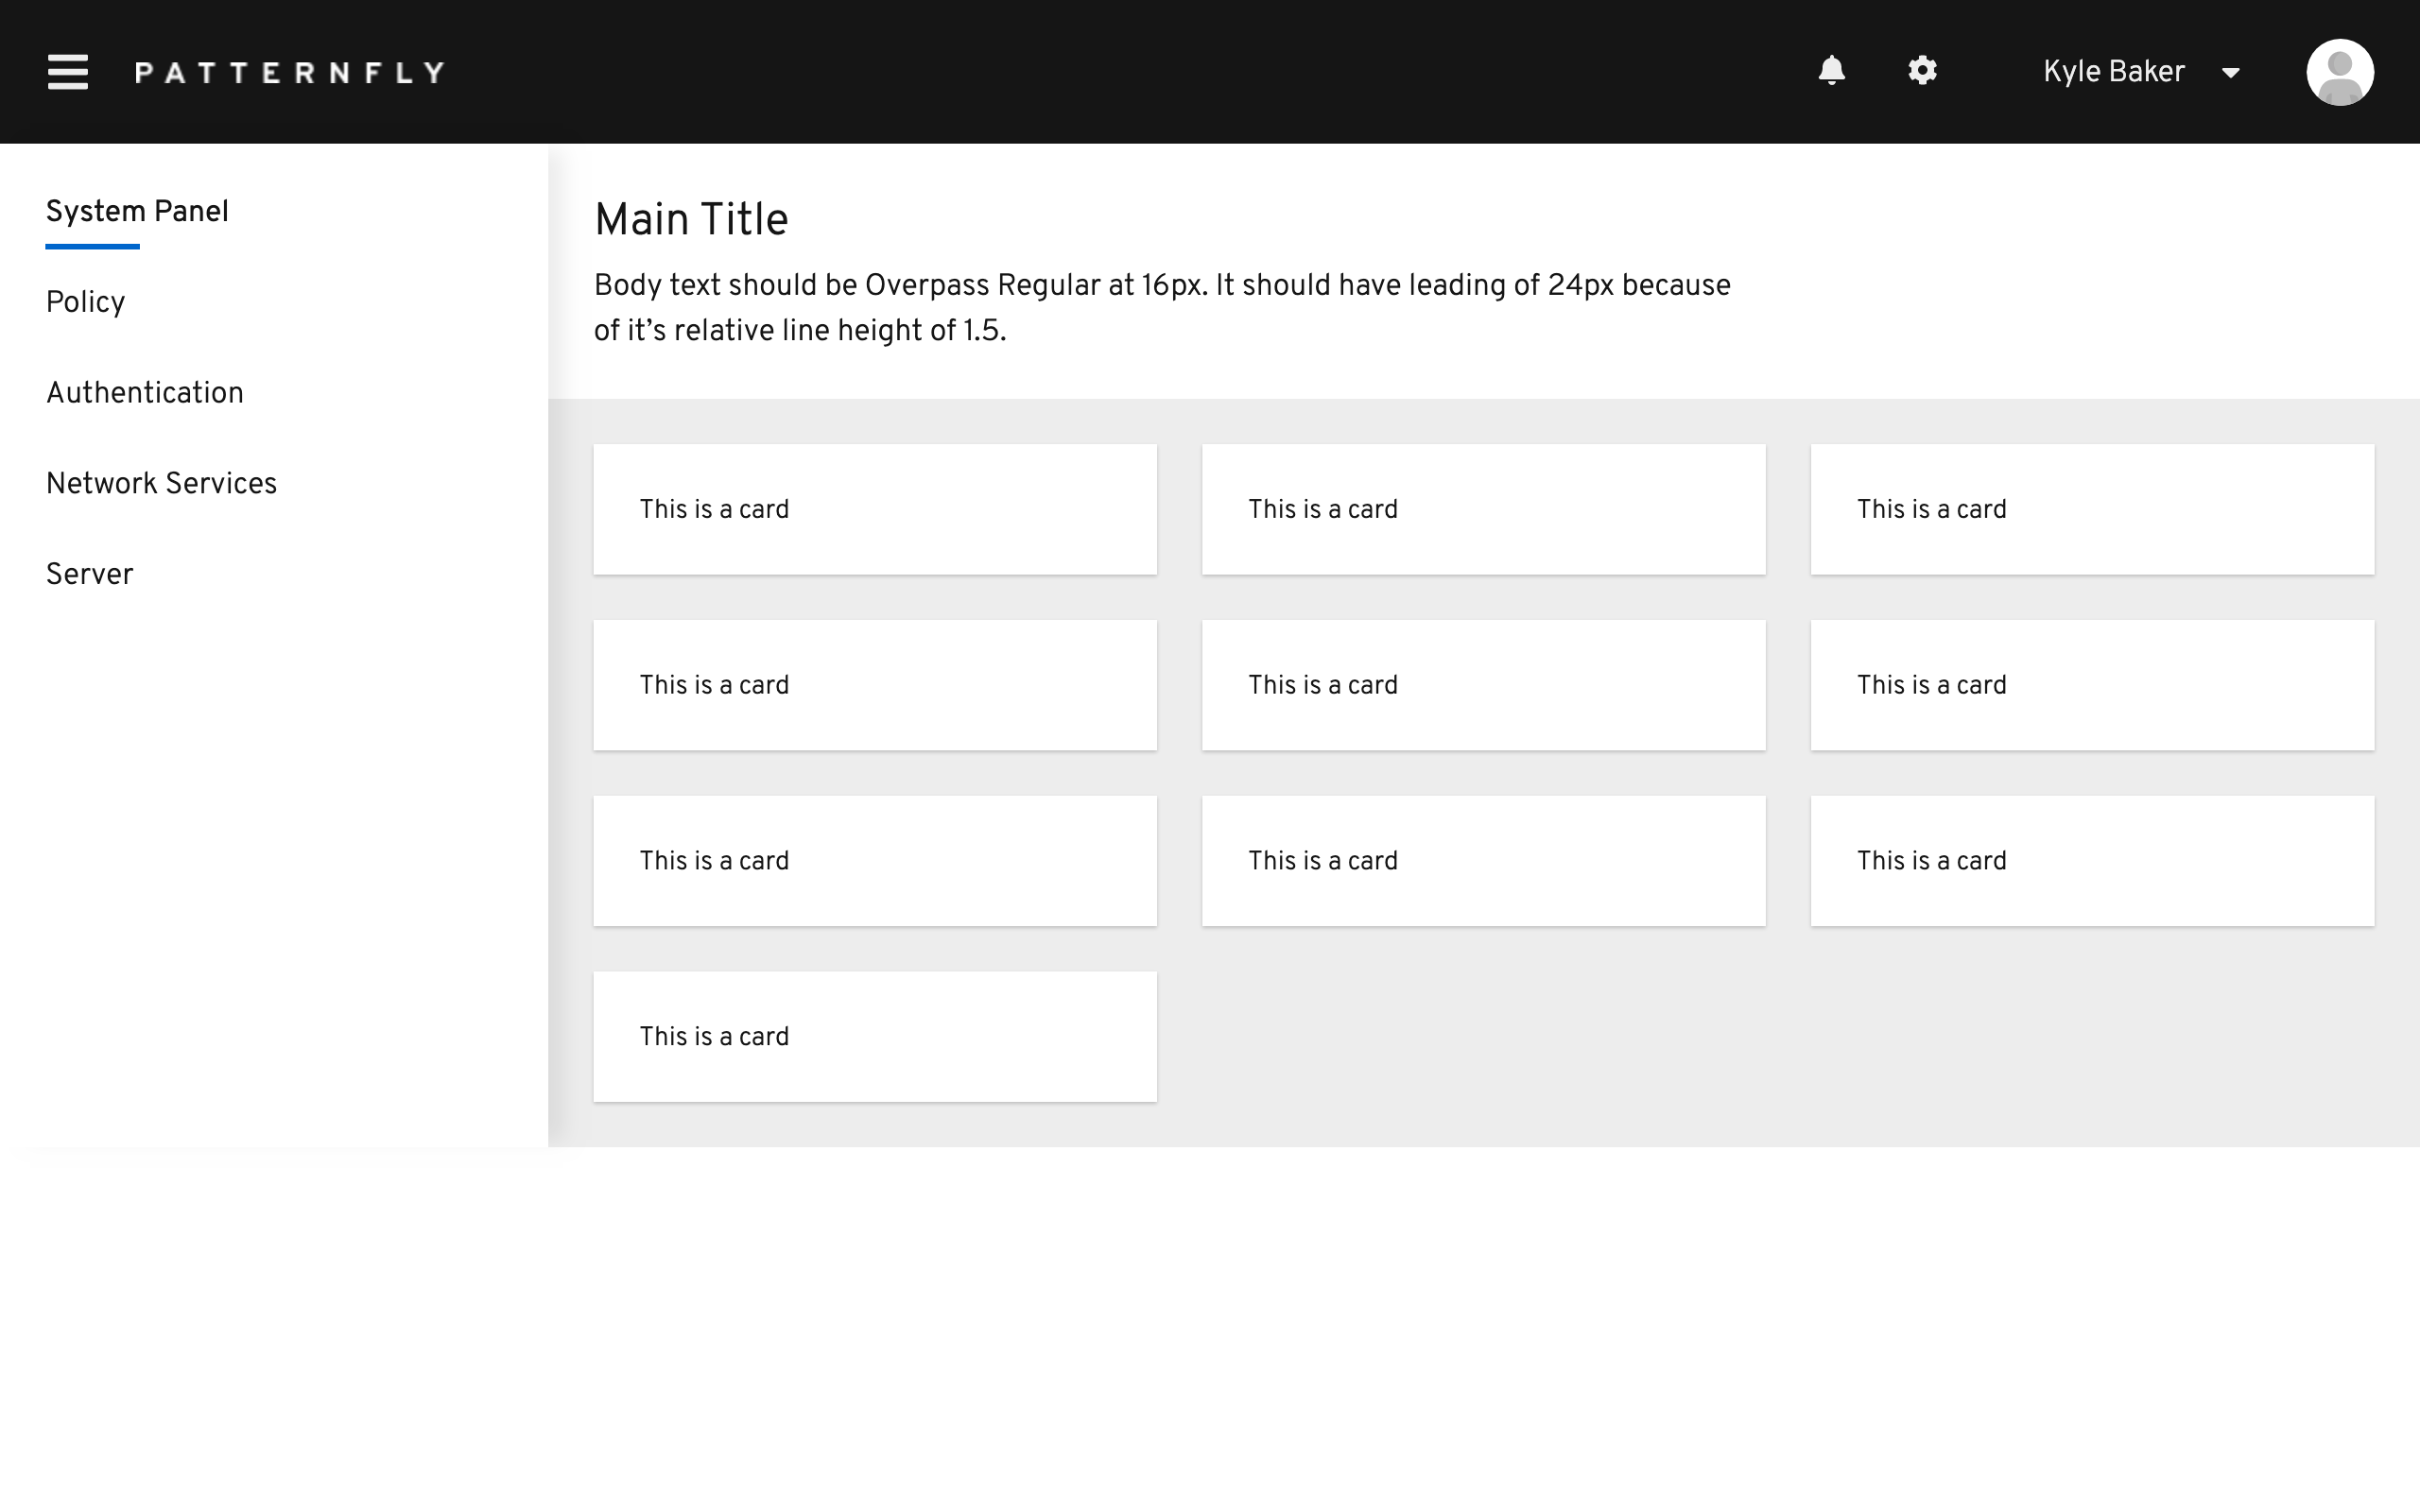 PATTERNFLY
Kyle Baker
System Panel
Policy
Authentication
Network Services
Server
Main Title
Body text should be Overpass Regular at 16px. It should have leading of 24px because
of it’s relative line height of 1.5.
This is a card
This is a card
This is a card
This is a card
This is a card
This is a card
This is a card
This is a card
This is a card
This is a card